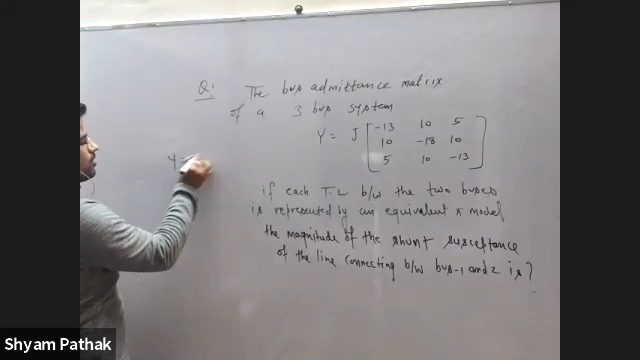 Q: The bus admittance matrix
of a 3 bus system
Y = J [ -13 10 5
10 -18 10
5 10 -13 ]
if each T.L b/w the two buses
is represented by an equivalent π model
the magnitude of the shunt susceptance
of the line connecting b/w bus-1 and 2 is?
Y =
Shyam Pathak